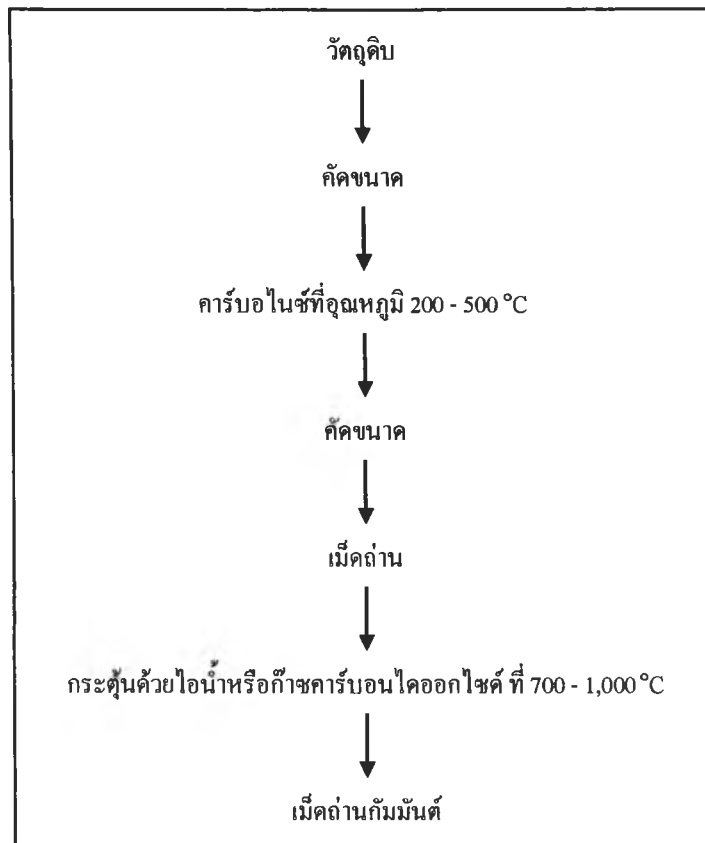 วัตถุดิบ
คัดขนาด
คาร์บอไนซ์ที่อุณหภูมิ 200 - 500 °C
คัดขนาด
เม็ดถ่าน
กระตุ้นด้วยไอน้ำหรือก๊าซคาร์บอนไดออกไซด์ ที่ 700 - 1,000 °C
เม็ดถ่านกัมมันต์